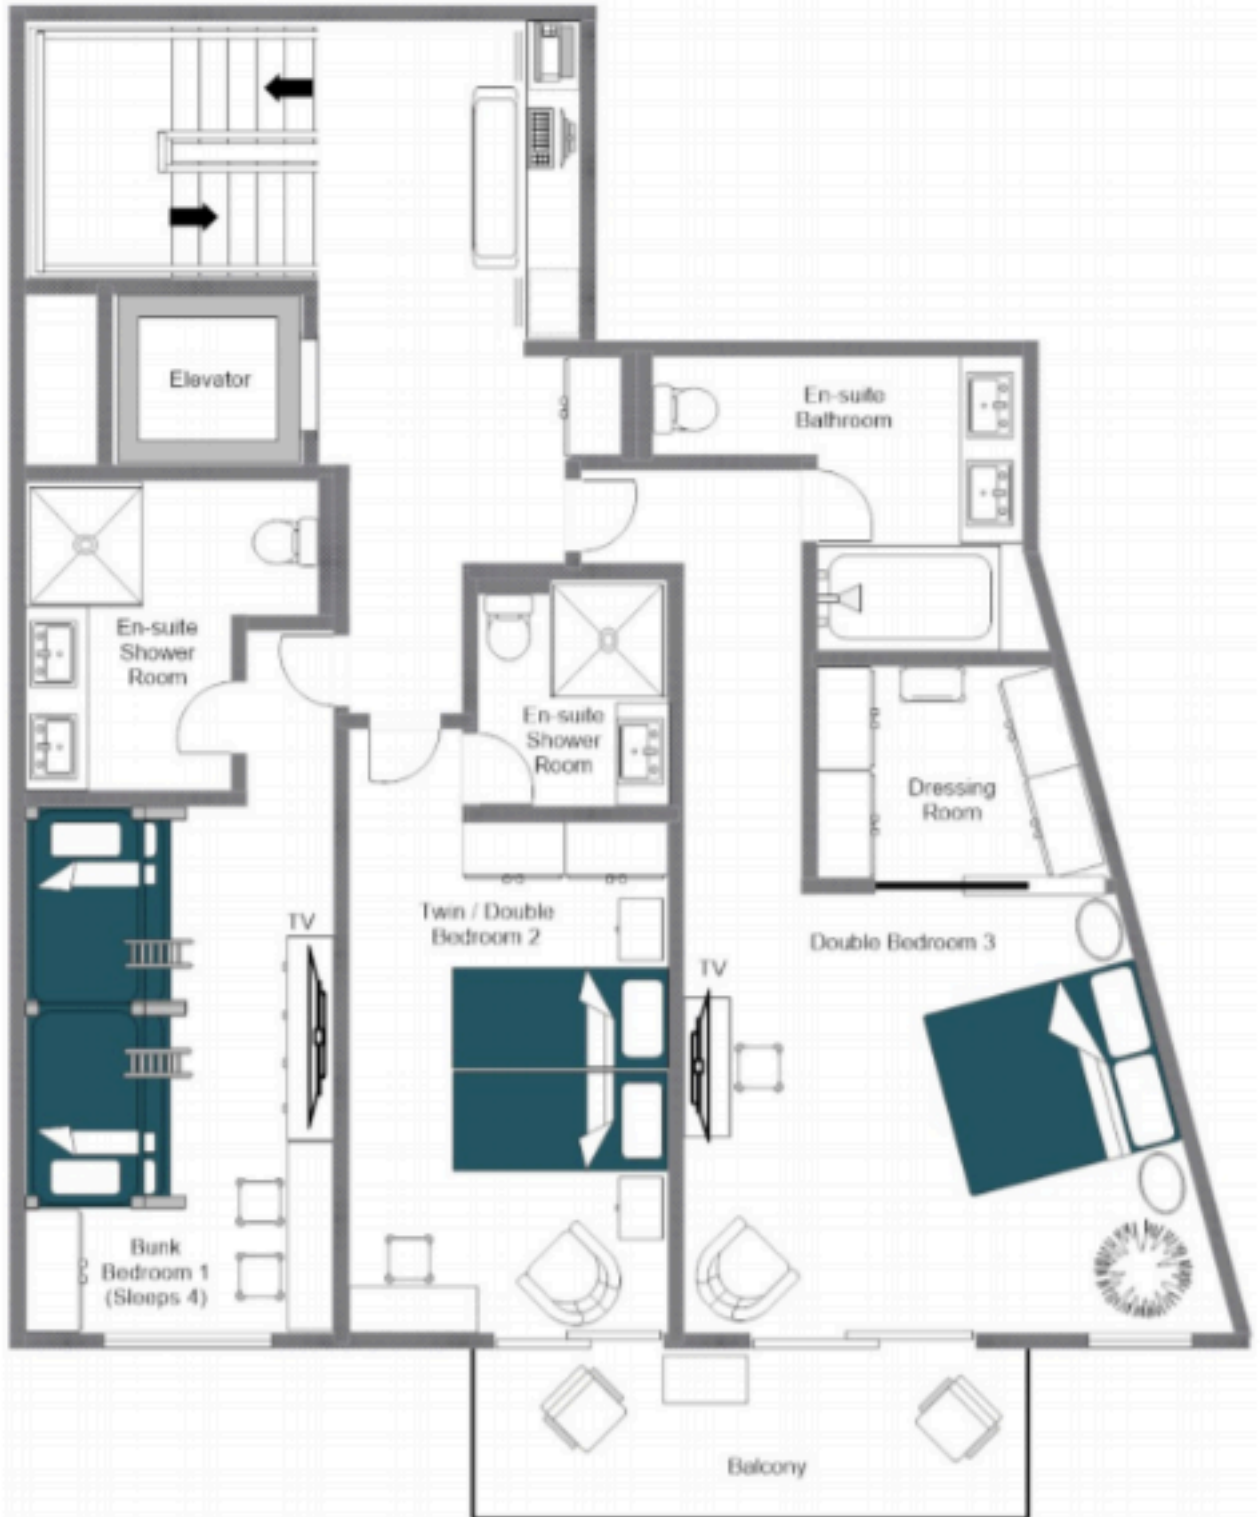 Elevator
En-suite
Bathroom
En-suite
Shower
Room
En-suite
Shower
Room
Dressing
Room
TV
Twin / Double
Bedroom 2
Double Bedroom 3
TV
Bunk
Bedroom 1
(Sleeps 4)
Balcony